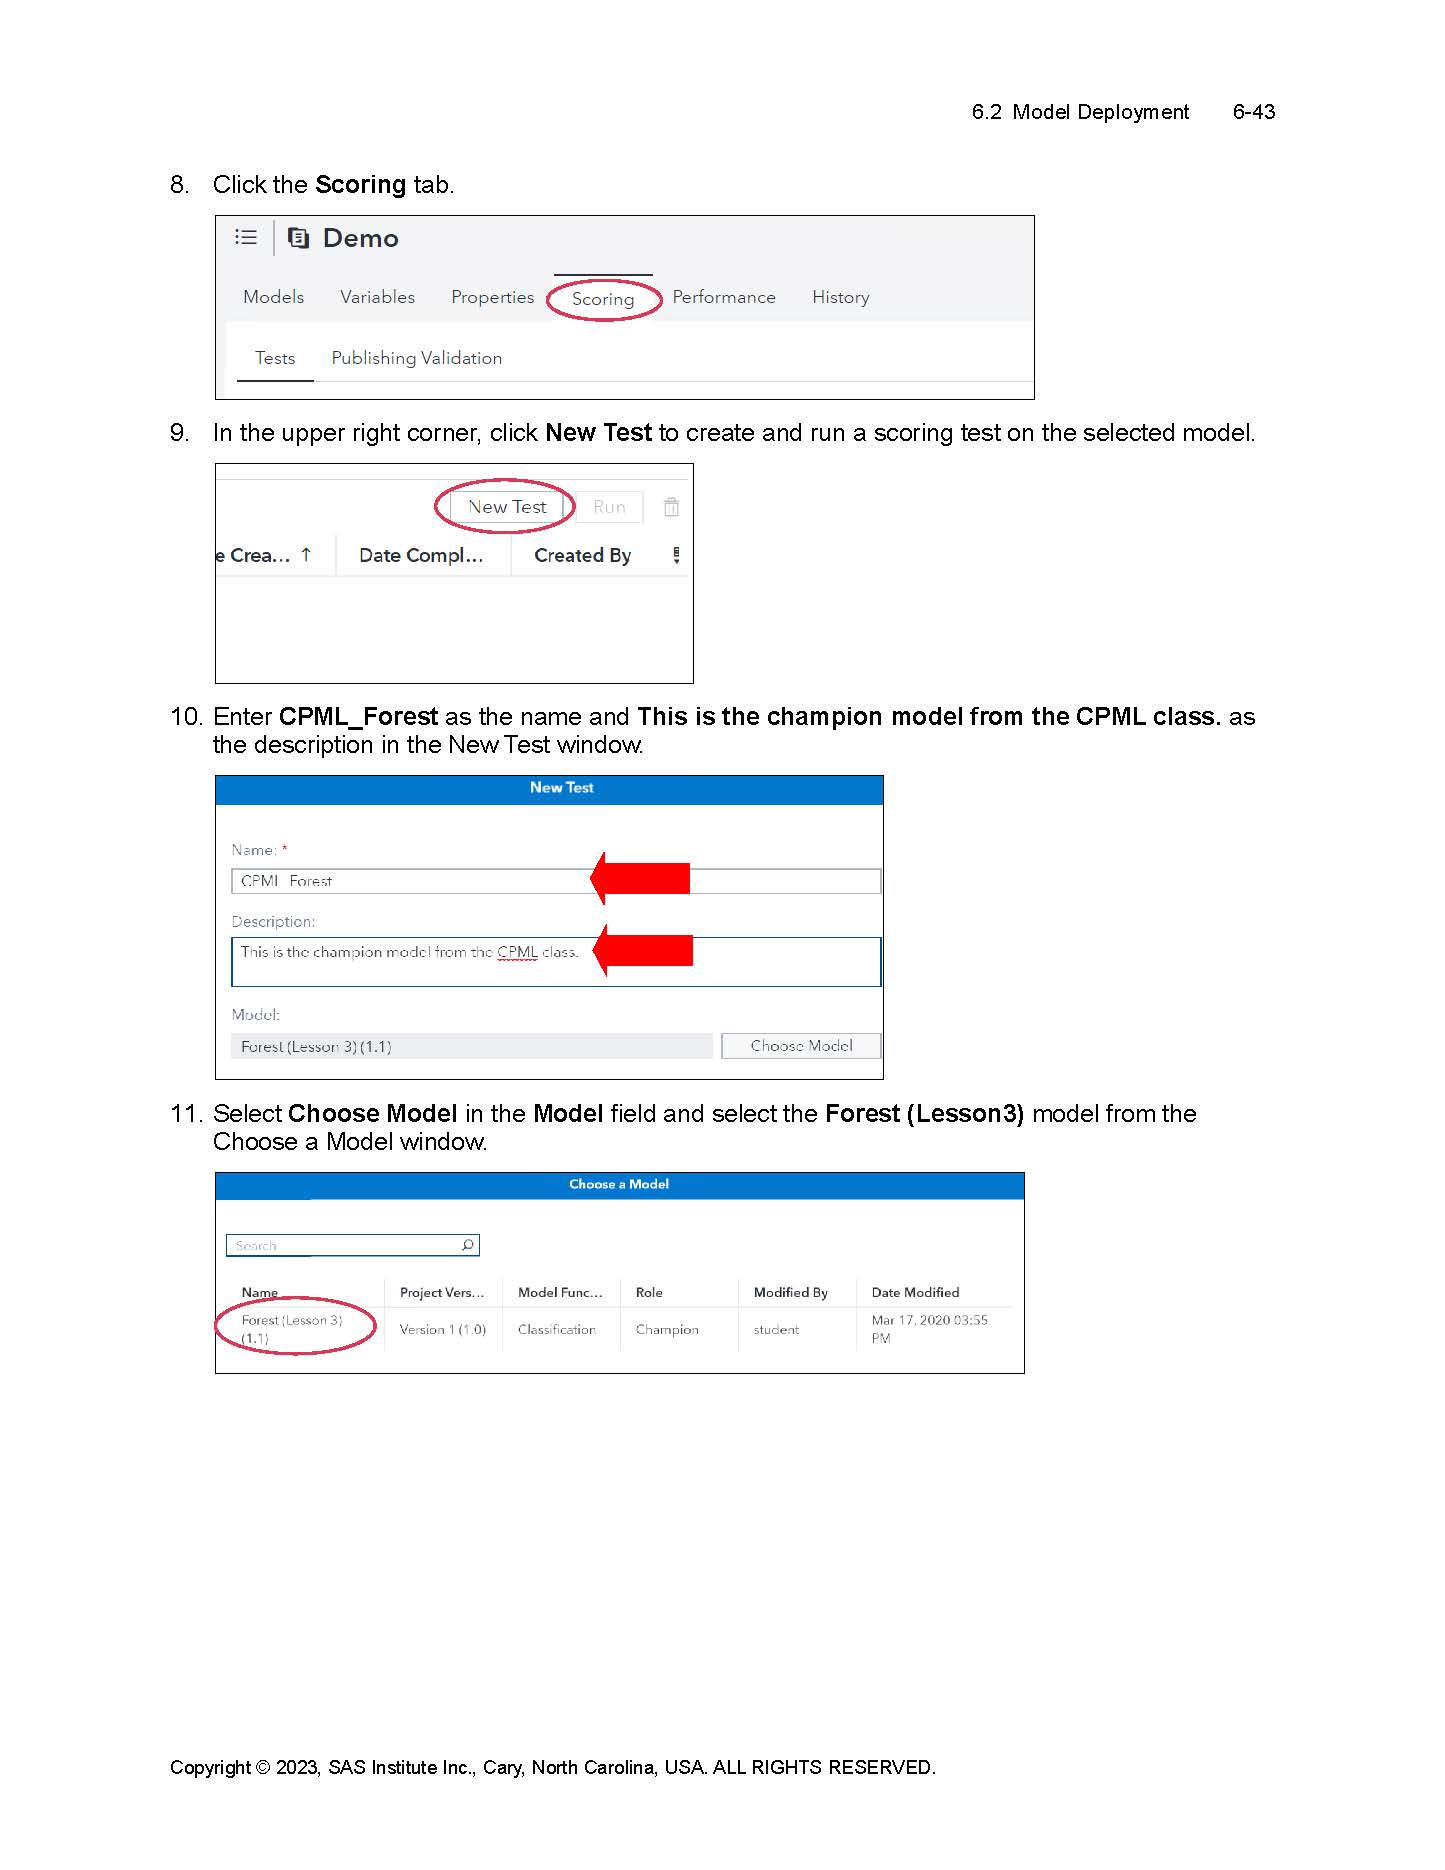 6.2 Model Deployment 6-43
8. Click the Scoring tab.
Demo
Models Variables Properties Scoring Performance History
Tests Publishing Validation
9. In the upper right corner, click New Test to create and run a scoring test on the selected model.
New Test Run
e Crea... ↑ Date Compl... Created By
10. Enter CPML_Forest as the name and This is the champion model from the CPML class. as
the description in the New Test window.
New Test
Name: *
CPML_Forest
Description:
This is the champion model from the CPML class.
Model:
Forest (Lesson 3) (1.1) Choose Model
11. Select Choose Model in the Model field and select the Forest (Lesson3) model from the
Choose a Model window.
Choose a Model
Search
Name Project Vers... Model Func... Role Modified By Date Modified
Forest (Lesson 3) (1.1) Version 1 (1.0) Classification Champion student Mar 17, 2020 03:55 PM
Copyright © 2023, SAS Institute Inc., Cary, North Carolina, USA. ALL RIGHTS RESERVED.